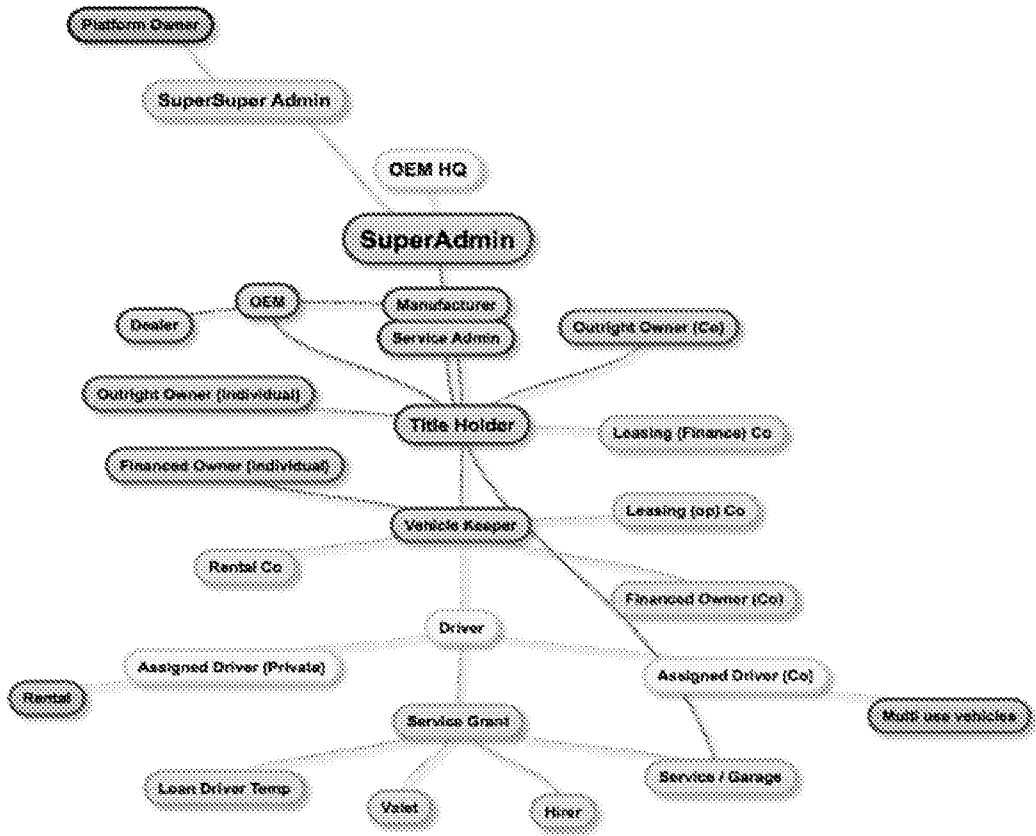 Platform Owner
SuperSuper Admin
OEM HQ
SuperAdmin
OEM
Manufacturer
Dealer
Service Admin
Outright Owner (Co)
Outright Owner (Individual)
Title Holder
Leasing (Finance) Co
Financed Owner (Individual)
Vehicle Keeper
Leasing (op) Co
Rental Co
Financed Owner (Co)
Driver
Assigned Driver (Private)
Assigned Driver (Co)
Rental
Multi use vehicles
Service Grant
Service / Garage
Loan Driver Temp
Valet
Hirer